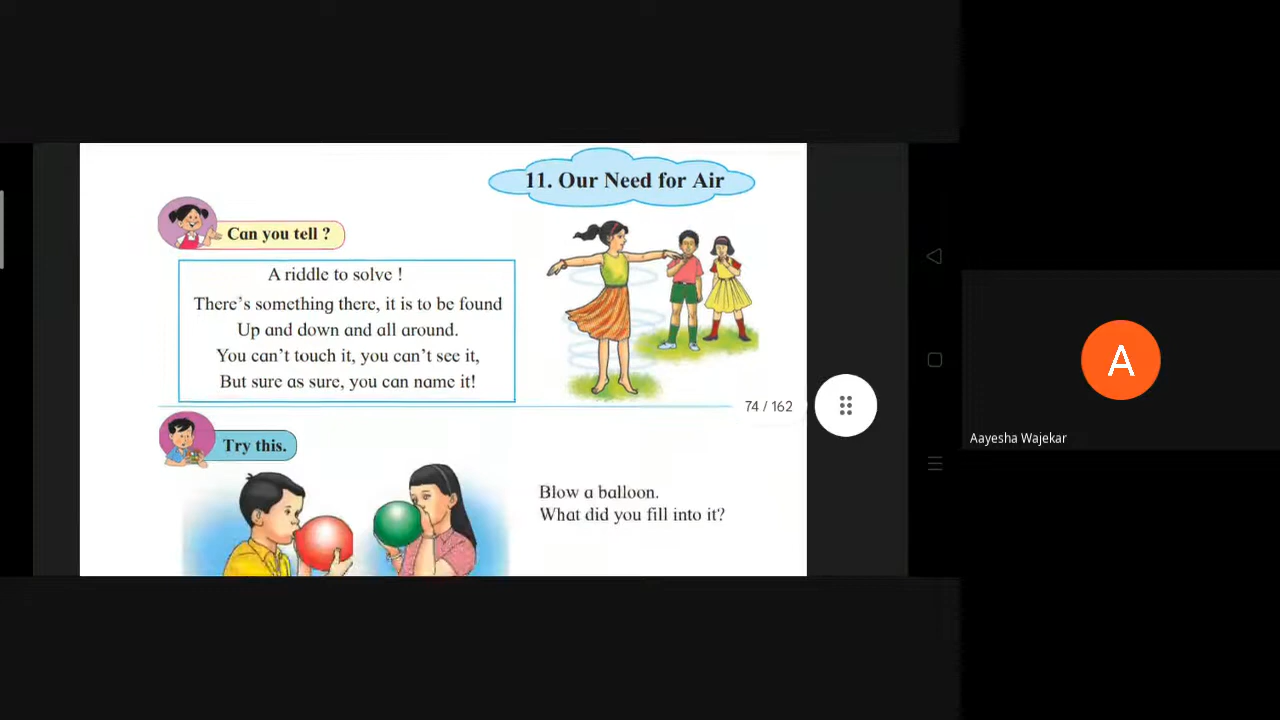 11. Our Need for Air
Can you tell ?
A riddle to solve !
There's something there, it is to be found
Up and down and all around.
You can't touch it, you can't see it,
But sure as sure, you can name it!
74 / 162
Try this.
Blow a balloon.
What did you fill into it?
A
Aayesha Wajekar